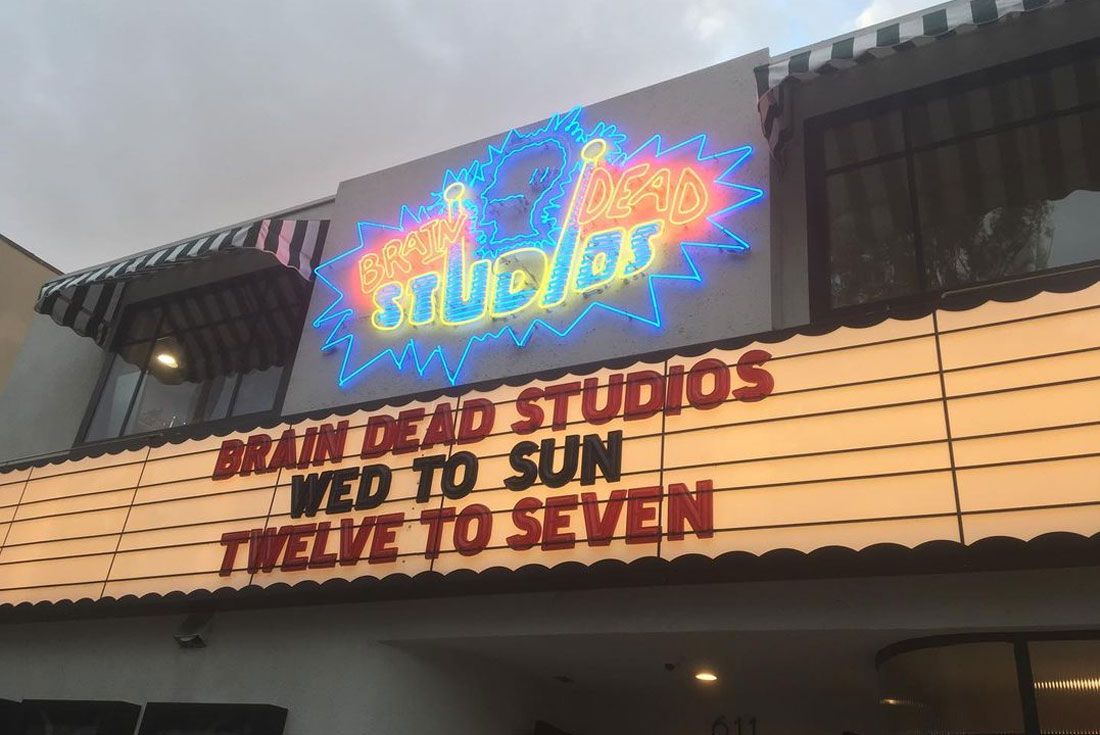 BRAIN DEAD
STUDIOS
BRAIN DEAD STUDIOS
WED TO SUN
TWELVE TO SEVEN
611